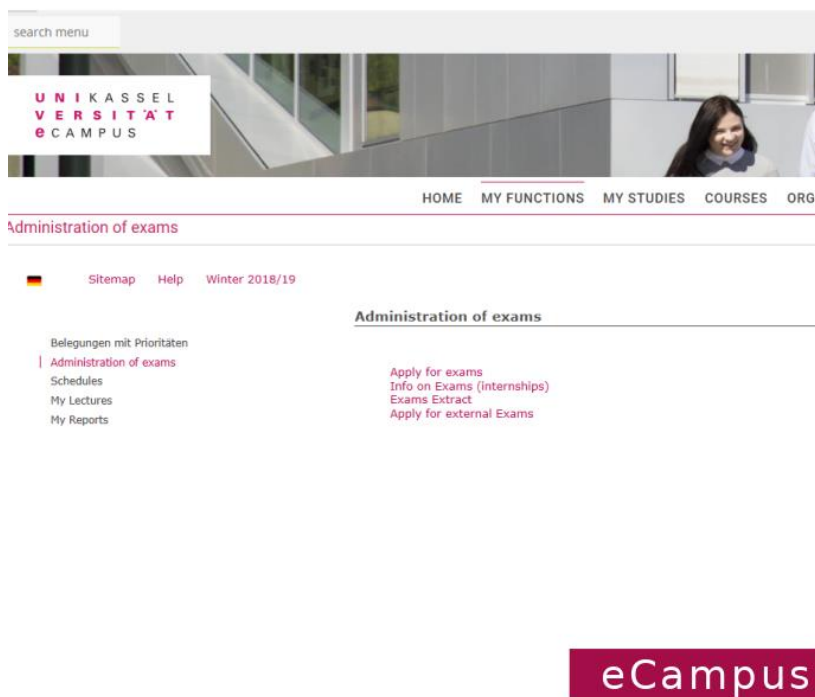 search menu
UNIKASSEL
VERSITÄT
eCAMPUS
HOME MY FUNCTIONS MY STUDIES COURSES ORG
Administration of exams
Sitemap Help Winter 2018/19
Administration of exams
Belegungen mit Prioritäten
Administration of exams
Schedules
My Lectures
My Reports
Apply for exams
Info on Exams (internships)
Exams Extract
Apply for external Exams
eCampus